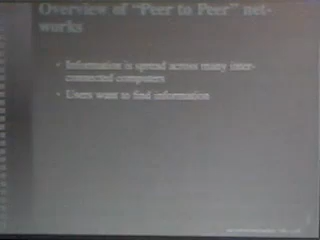 Overview of "Peer to Peer" net-
works
• Information is spread across many inter-
connected computers
• Users want to find information